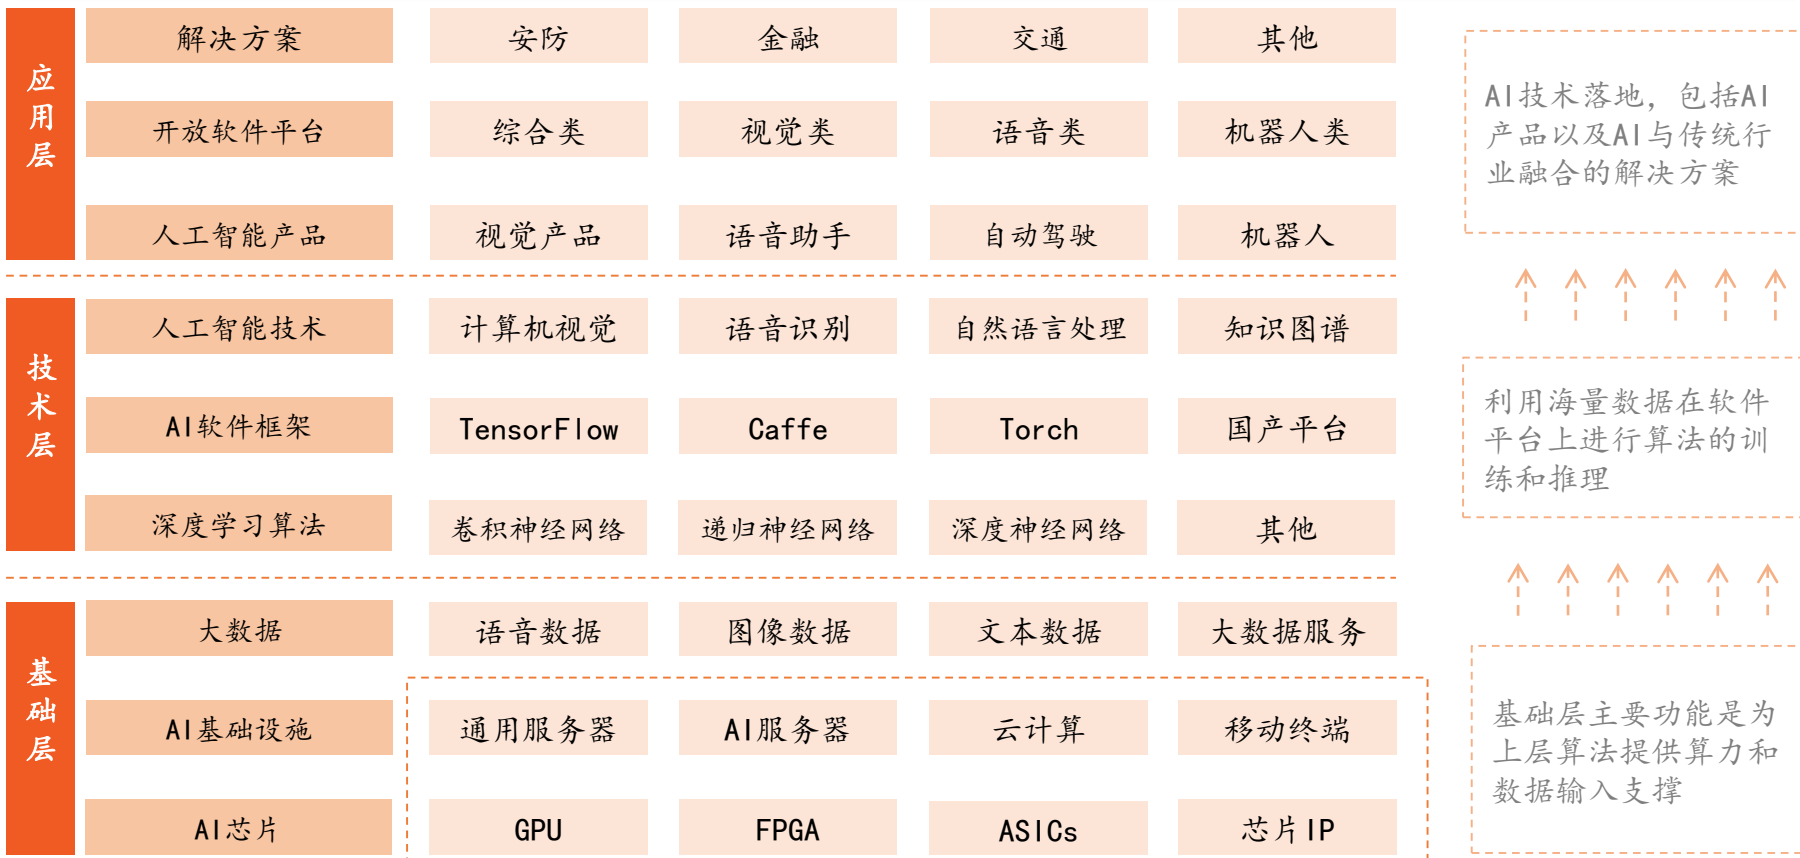 应用层
解决方案 安防 金融 交通 其他
开放软件平台 综合类 视觉类 语音类 机器人类
人工智能产品 视觉产品 语音助手 自动驾驶 机器人
AI技术落地，包括AI
产品以及AI与传统行
业融合的解决方案
技术层
人工智能技术 计算机视觉 语音识别 自然语言处理 知识图谱
AI软件框架 TensorFlow Caffe Torch 国产平台
深度学习算法 卷积神经网络 递归神经网络 深度神经网络 其他
利用海量数据在软件
平台上进行算法的训
练和推理
基础层
大数据 语音数据 图像数据 文本数据 大数据服务
AI基础设施 通用服务器 AI服务器 云计算 移动终端
AI芯片 GPU FPGA ASICs 芯片IP
基础层主要功能是为
上层算法提供算力和
数据输入支撑